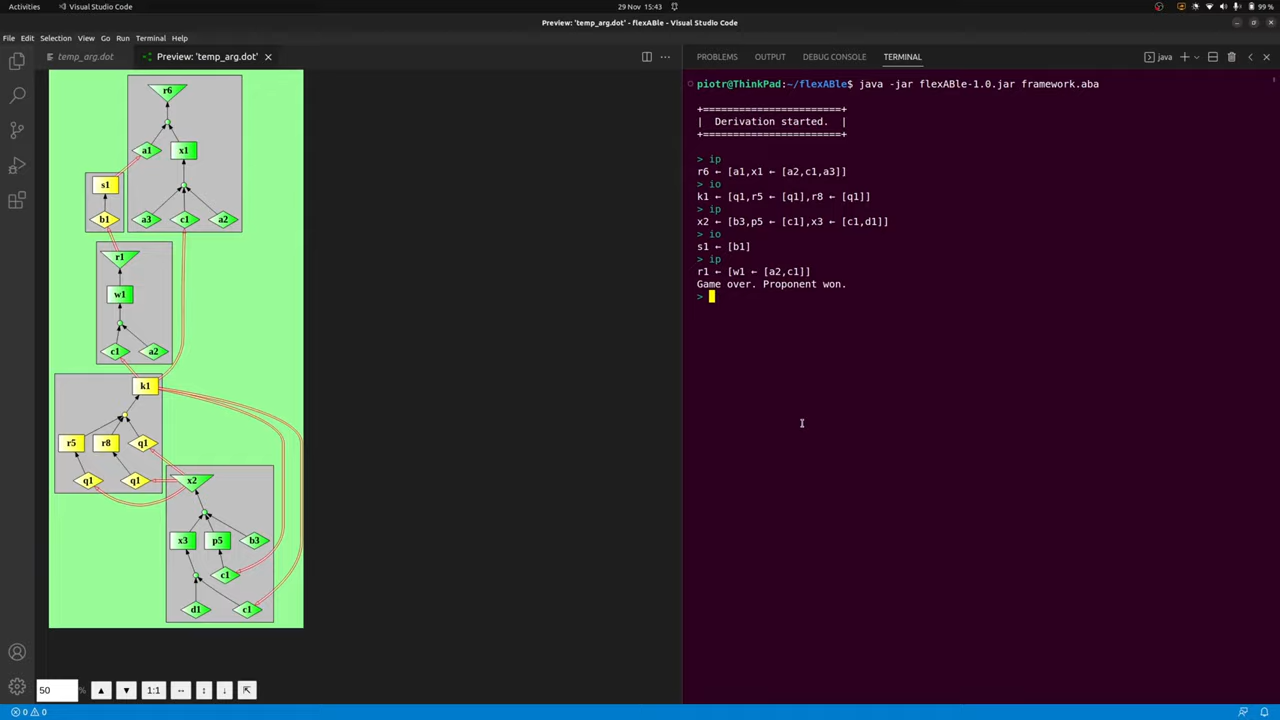 Activities
Visual Studio Code
29 Nov 15:43
99 %
Preview: 'temp_arg.dot' - flexABle - Visual Studio Code
File Edit Selection View Go Run Terminal Help
temp_arg.dot
Preview: 'temp_arg.dot'
PROBLEMS OUTPUT DEBUG CONSOLE TERMINAL
java
r6
a1 x1
s1
b1 a3 c1 a2
r1
w1
c1 a2
k1
r5 r8 q1
q1 q1 x2
x3 p5 b3
c1
d1 c1
piotr@ThinkPad:~/flexABle$ java -jar flexABle-1.0.jar framework.aba
+=======================+
| Derivation started. |
+=======================+
> ip
r6 ← [a1,x1 ← [a2,c1,a3]]
> io
k1 ← [q1,r5 ← [q1],r8 ← [q1]]
> ip
x2 ← [b3,p5 ← [c1],x3 ← [c1,d1]]
> io
s1 ← [b1]
> ip
r1 ← [w1 ← [a2,c1]]
Game over. Proponent won.
>
50 % ▲ ▼ 1:1 ↔ ↕ ↓ ⇱
0 0